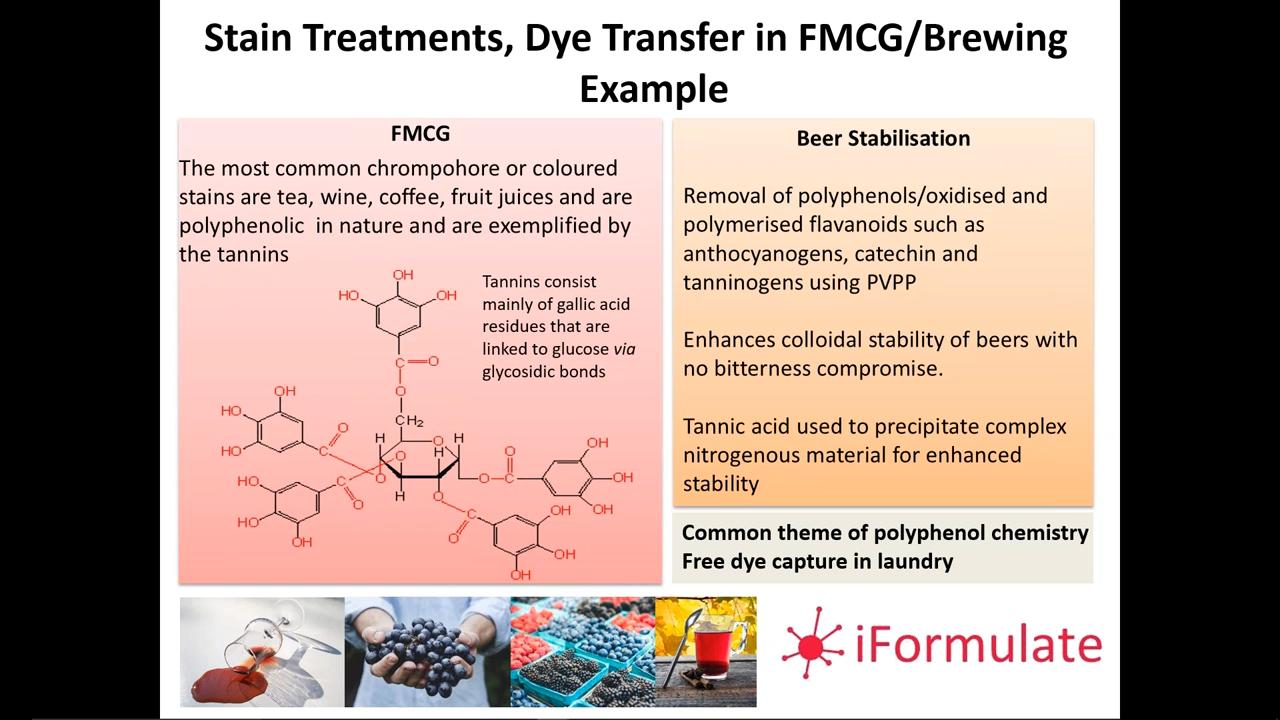 Stain Treatments, Dye Transfer in FMCG/Brewing
Example
FMCG
The most common chrompohore or coloured
stains are tea, wine, coffee, fruit juices and are
polyphenolic in nature and are exemplified by
the tannins
Tannins consist
mainly of gallic acid
residues that are
linked to glucose via
glycosidic bonds
OH
HO
OH
C
O
O
CH2
OH
HO
HO
O
C
H
O
H
H
O
O
H
O
C
O
HO
HO
OH
O
C
O
OH
OH
OH
O
C
O
OH
OH
OH
Beer Stabilisation
Removal of polyphenols/oxidised and
polymerised flavanoids such as
anthocyanogens, catechin and
tanninogens using PVPP
Enhances colloidal stability of beers with
no bitterness compromise.
Tannic acid used to precipitate complex
nitrogenous material for enhanced
stability
Common theme of polyphenol chemistry
Free dye capture in laundry
iFormulate